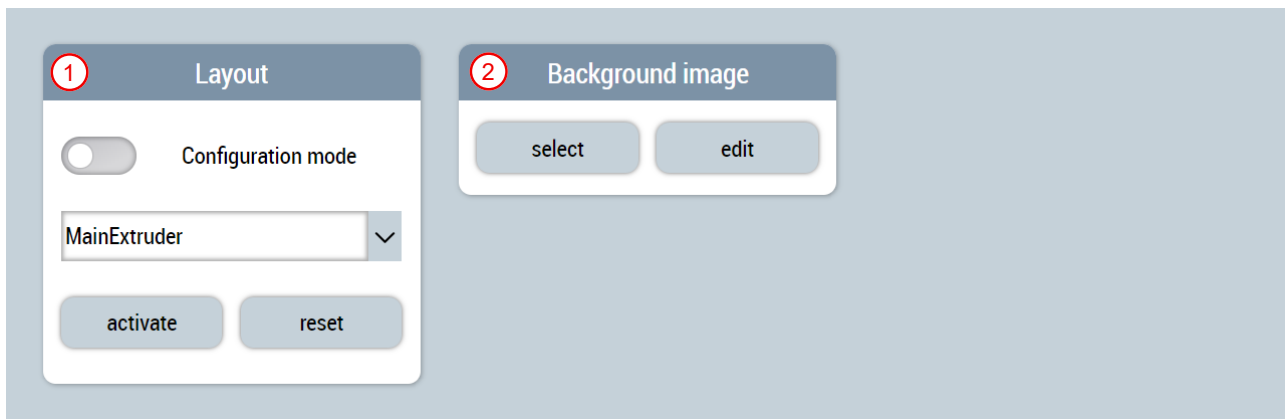 1 Layout
Configuration mode
MainExtruder
activate reset
2 Background image
select edit